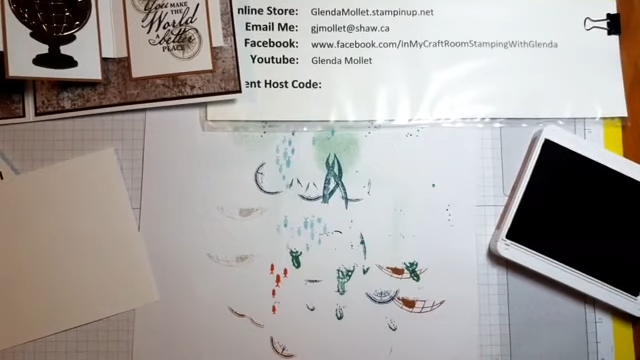 You MAKE
THE
World
a better
PLACE
nline Store: GlendaMollet.stampinup.net
Email Me: gjmollet@shaw.ca
Facebook: www.facebook.com/inMyCraftRoomStampingWithGlenda
Youtube: Glenda Mollet
ent Host Code: